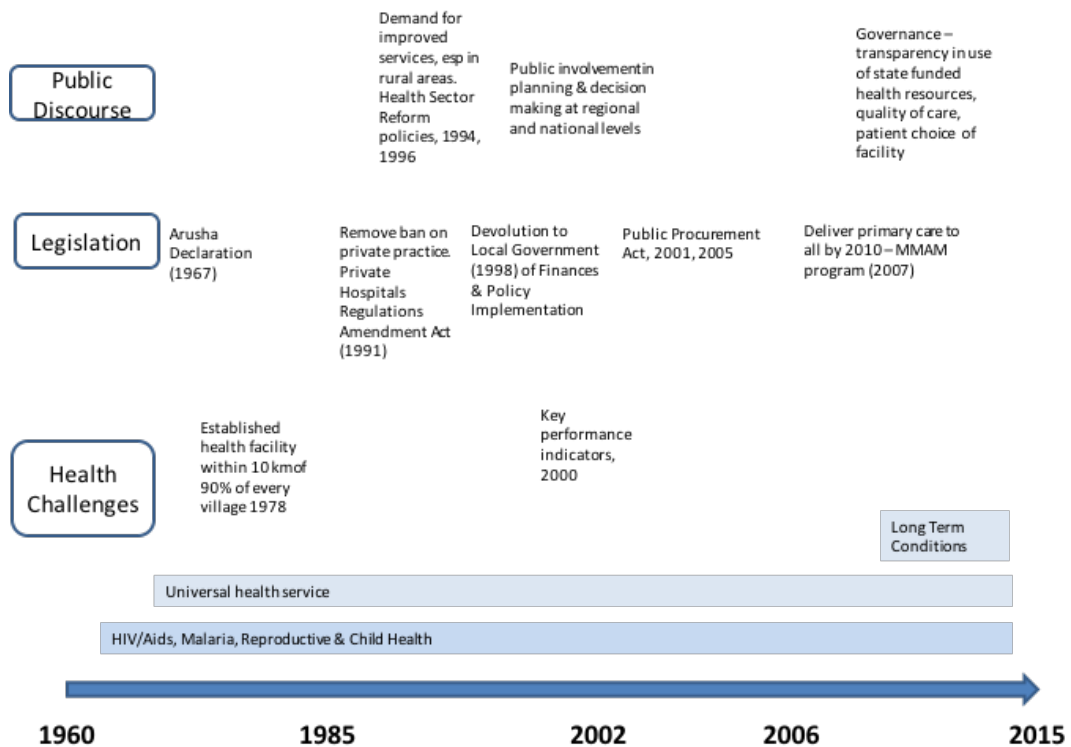 Public
Discourse
Demand for
improved
services, esp in
rural areas.
Health Sector
Reform
policies, 1994,
1996
Public involvementin
planning & decision
making at regional
and national levels
Governance –
transparency in use
of state funded
health resources,
quality of care,
patient choice of
facility
Legislation
Arusha
Declaration
(1967)
Remove ban on
private practice.
Private
Hospitals
Regulations
Amendment Act
(1991)
Devolution to
Local Government
(1998) of Finances
& Policy
Implementation
Public Procurement
Act, 2001, 2005
Deliver primary care to
all by 2010 – MMAM
program (2007)
Health
Challenges
Established
health facility
within 10 kmof
90% of every
village 1978
Key
performance
indicators,
2000
Long Term
Conditions
Universal health service
HIV/Aids, Malaria, Reproductive & Child Health
1960
1985
2002
2006
2015